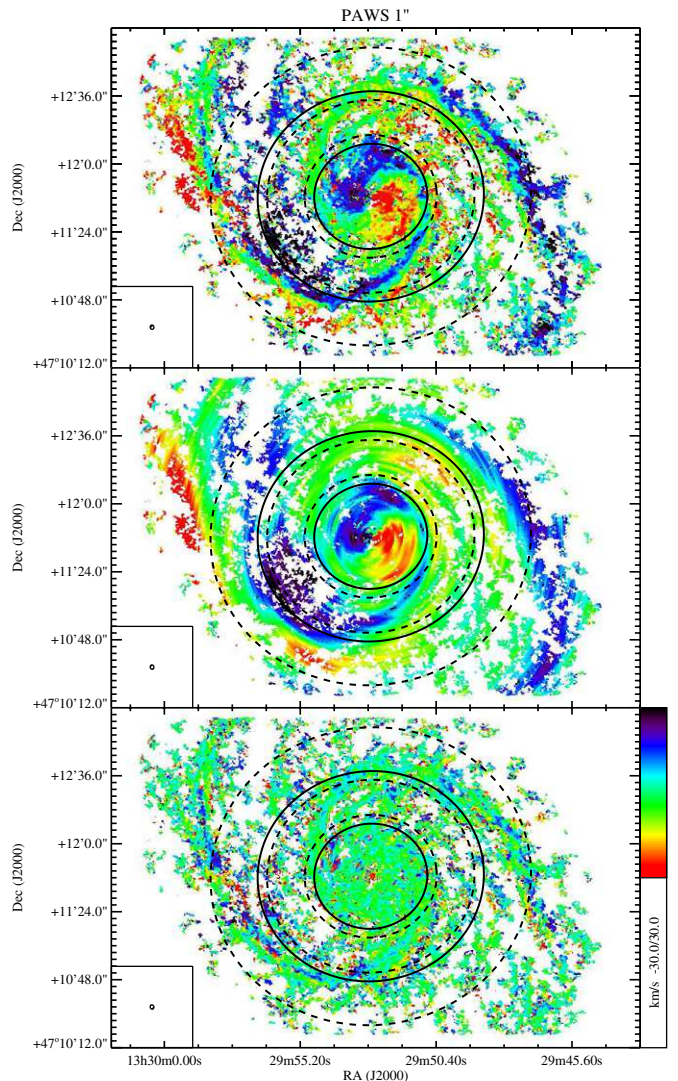 PAWS 1"
+12'36.0"
+12'0.0"
+11'24.0"
+10'48.0"
+47°10'12.0"
Dec (J2000)
+12'36.0"
+12'0.0"
+11'24.0"
+10'48.0"
+47°10'12.0"
Dec (J2000)
+12'36.0"
+12'0.0"
+11'24.0"
+10'48.0"
+47°10'12.0"
Dec (J2000)
km/s -30.0/30.0
13h30m0.00s 29m55.20s 29m50.40s 29m45.60s
RA (J2000)